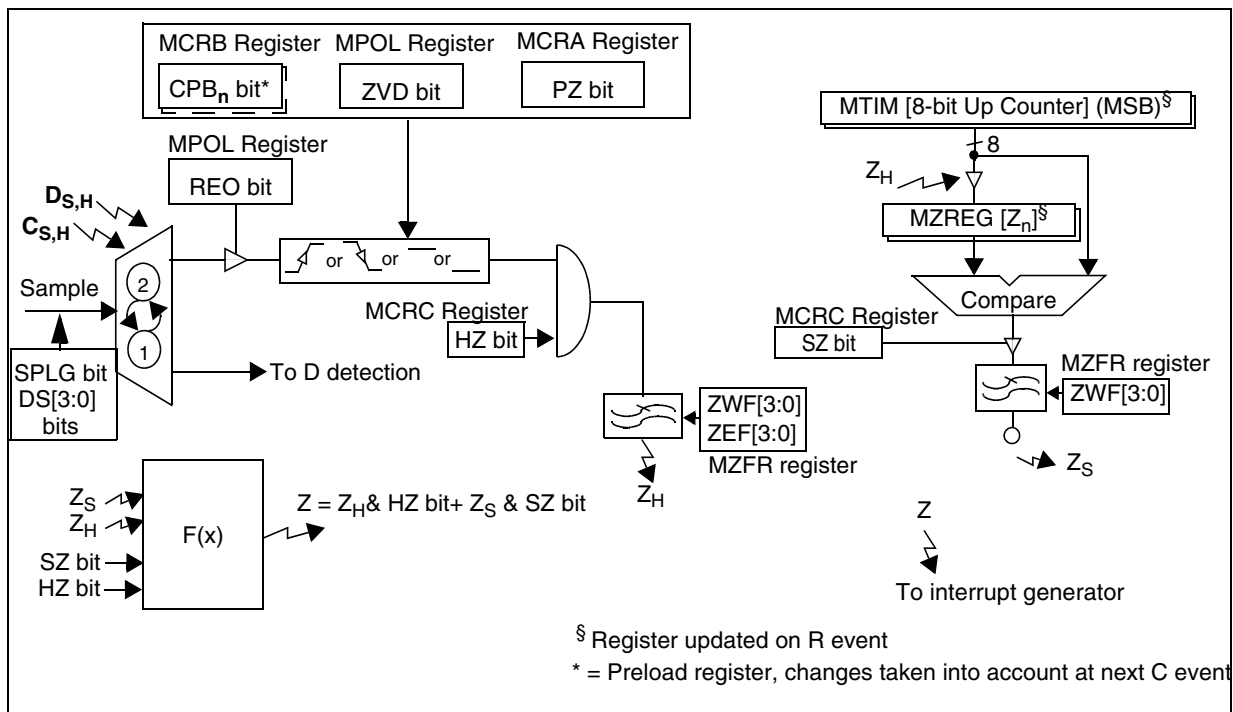 MCRB Register MPOL Register MCRA Register
CPBn bit* ZVD bit PZ bit
MTIM [8-bit Up Counter] (MSB)§
8
MPOL Register
REO bit
ZH
MZREG [Zn]§
DS,H
CS,H
2
or or or
Sample
1
MCRC Register
HZ bit
Compare
MCRC Register
SZ bit
SPLG bit
DS[3:0]
bits
To D detection
MZFR register
ZWF[3:0]
ZWF[3:0]
ZEF[3:0]
MZFR register
ZH
ZS
ZS
ZH
SZ bit
HZ bit
F(x)
Z = ZH& HZ bit+ ZS & SZ bit
Z
To interrupt generator
§ Register updated on R event
* = Preload register, changes taken into account at next C event